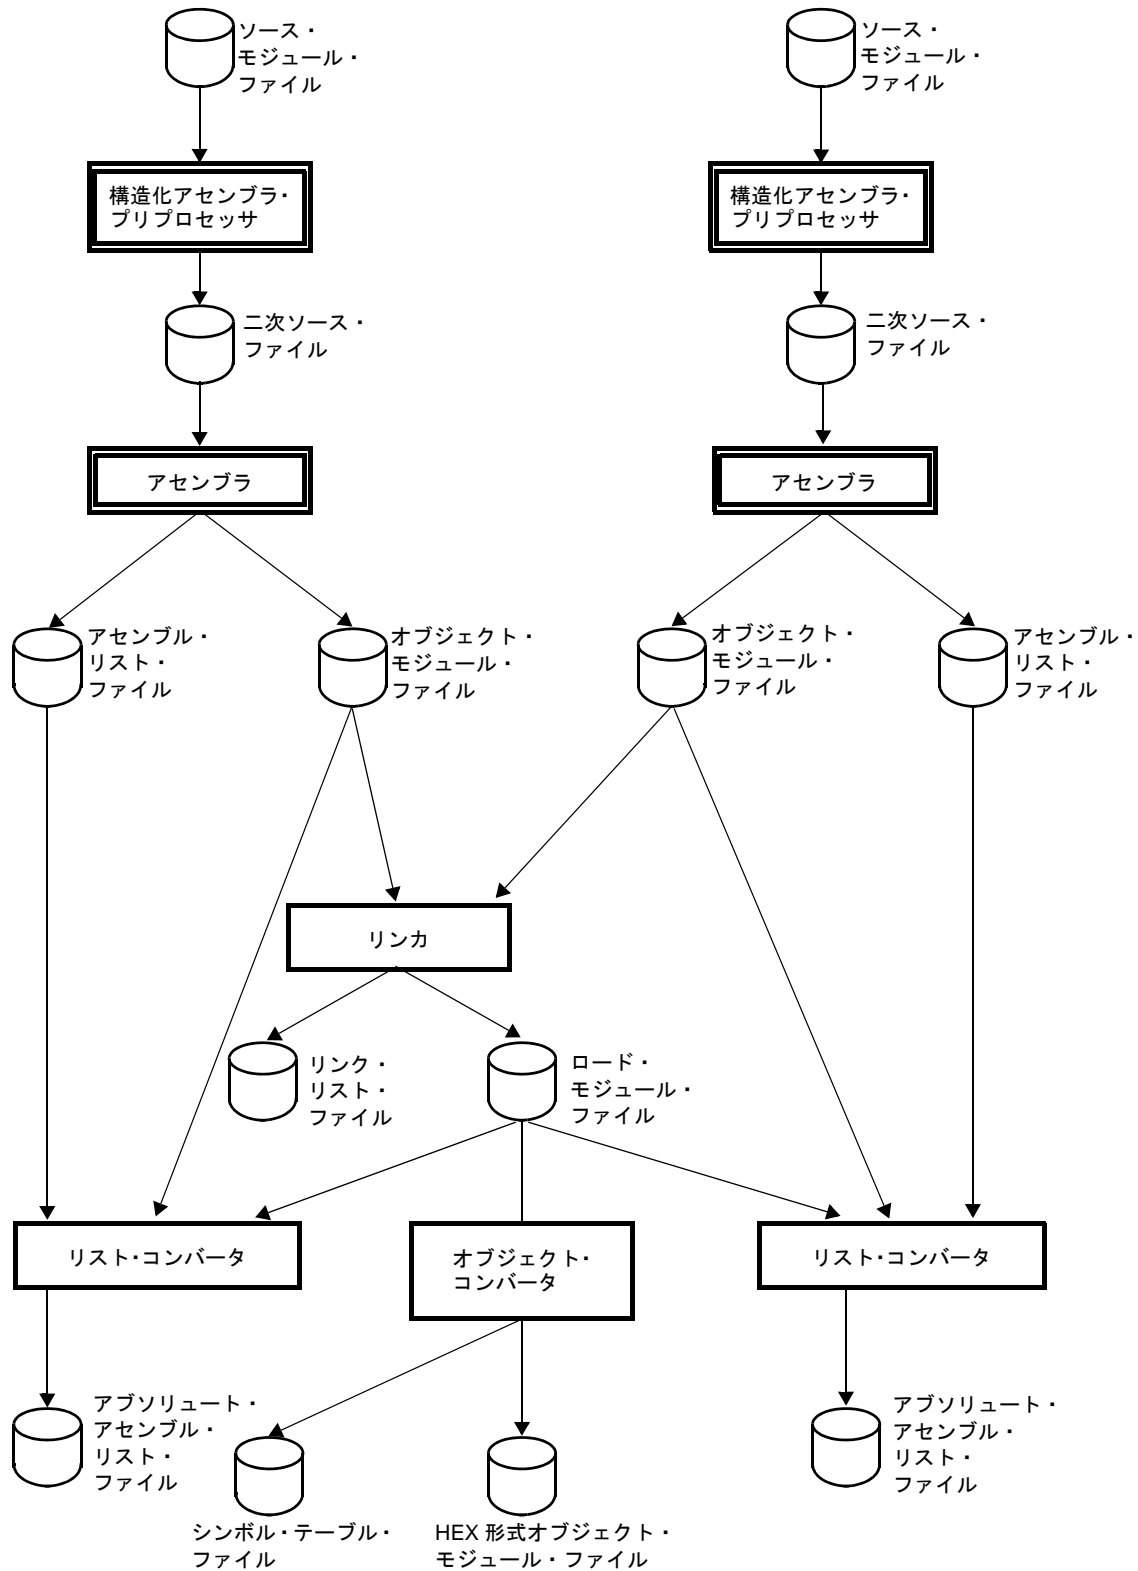 ソース・
モジュール・
ファイル
ソース・
モジュール・
ファイル
構造化アセンブラ・
プリプロセッサ
構造化アセンブラ・
プリプロセッサ
二次ソース・
ファイル
二次ソース・
ファイル
アセンブラ
アセンブラ
アセンブル・
リスト・
ファイル
オブジェクト・
モジュール・
ファイル
オブジェクト・
モジュール・
ファイル
アセンブル・
リスト・
ファイル
リンカ
リンク・
リスト・
ファイル
ロード・
モジュール・
ファイル
リスト・コンバータ
オブジェクト・
コンバータ
リスト・コンバータ
アブソリュート・
アセンブル・
リスト・
ファイル
シンボル・テーブル・
ファイル
HEX 形式オブジェクト・
モジュール・ファイル
アブソリュート・
アセンブル・
リスト・
ファイル